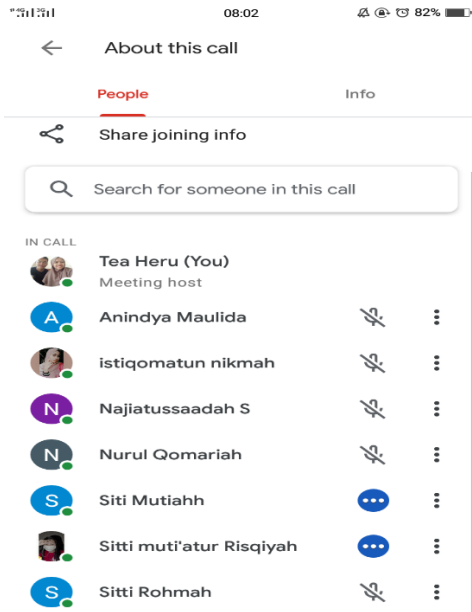 4G 3G
08:02
82%
About this call
People Info
Share joining info
Search for someone in this call
IN CALL
Tea Heru (You)
Meeting host
A Anindya Maulida
istiqomatun nikmah
N Najiatussaadah S
N Nurul Qomariah
S Siti Mutiahh
Sitti muti'atur Risqiyah
S Sitti Rohmah